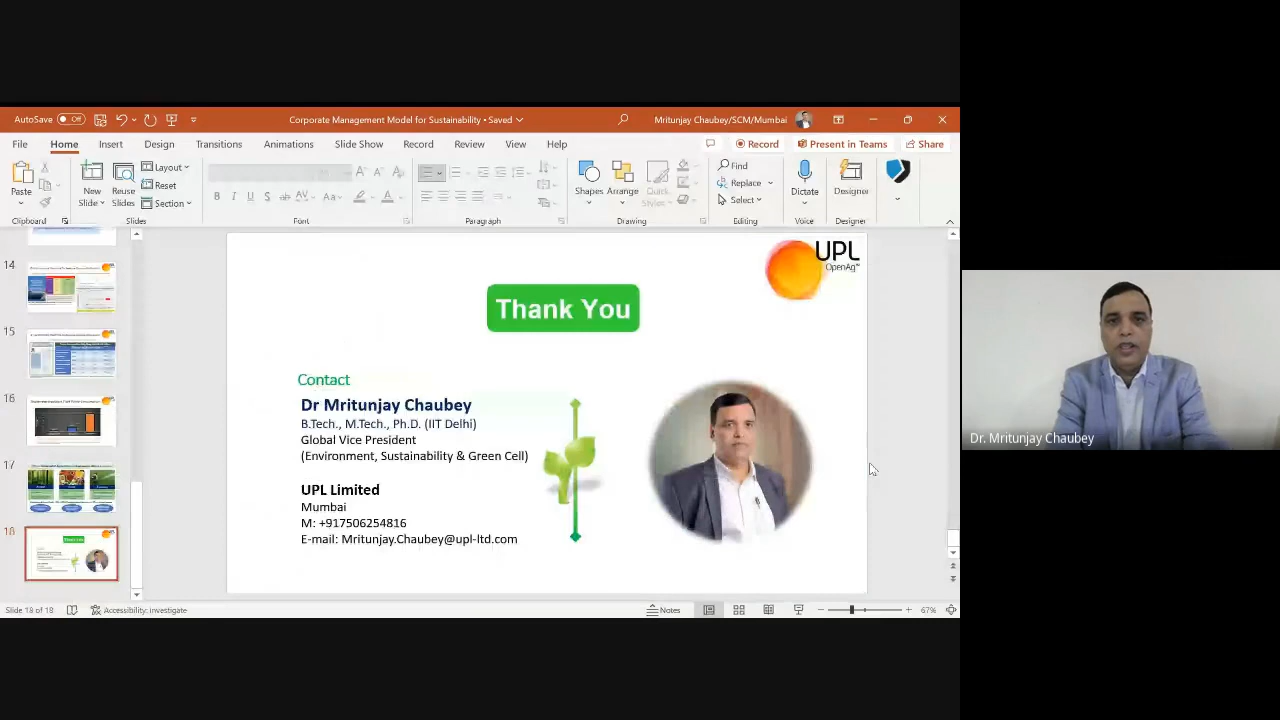 AutoSave Off
Corporate Management Model for Sustainability • Saved
Mritunjay Chaubey/SCM/Mumbai
File Home Insert Design Transitions Animations Slide Show Record Review View Help
Record Present in Teams Share
Paste
Clipboard
New Slide
Reuse Slides
Layout
Reset
Section
Slides
Font
Paragraph
Shapes
Arrange
Quick Styles
Drawing
Find
Replace
Select
Editing
Dictate
Voice
Designer
Designer
14
15
16
17
18
UPL
OpenAg™
Thank You
Contact
Dr Mritunjay Chaubey
B.Tech., M.Tech., Ph.D. (IIT Delhi)
Global Vice President
(Environment, Sustainability & Green Cell)
UPL Limited
Mumbai
M: +917506254816
E-mail: Mritunjay.Chaubey@upl-ltd.com
Dr. Mritunjay Chaubey
Slide 18 of 18
Accessibility: Investigate
Notes
67%